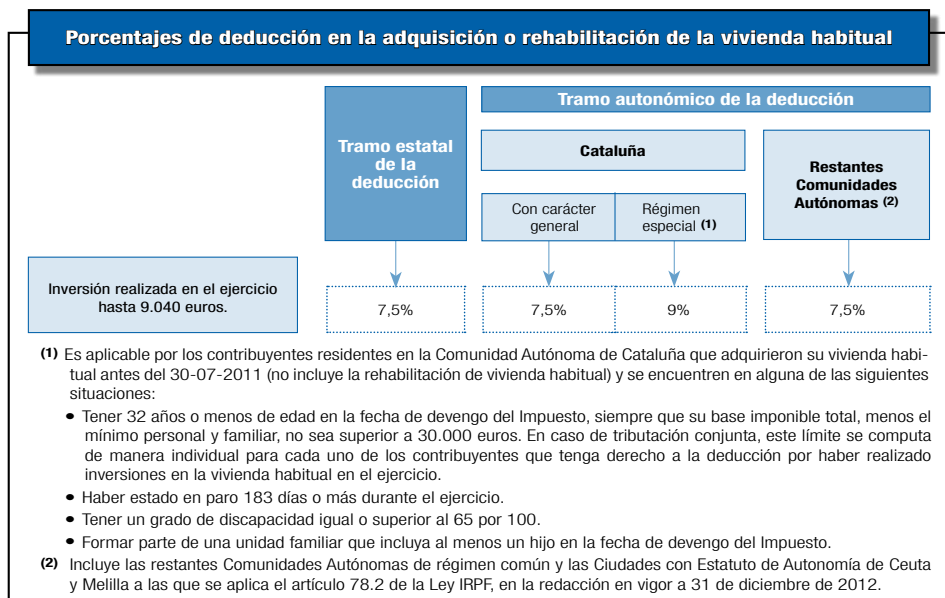 Porcentajes de deducción en la adquisición o rehabilitación de la vivienda habitual
Tramo estatal
de la
deducción
Tramo autonómico de la deducción
Cataluña
Restantes
Comunidades
Autónomas (2)
Con carácter
general
Régimen
especial (1)
Inversión realizada en el ejercicio
hasta 9.040 euros.
7,5%
7,5%
9%
7,5%
(1) Es aplicable por los contribuyentes residentes en la Comunidad Autónoma de Cataluña que adquirieron su vivienda habi-
tual antes del 30-07-2011 (no incluye la rehabilitación de vivienda habitual) y se encuentren en alguna de las siguientes
situaciones:
• Tener 32 años o menos de edad en la fecha de devengo del Impuesto, siempre que su base imponible total, menos el
mínimo personal y familiar, no sea superior a 30.000 euros. En caso de tributación conjunta, este límite se computa
de manera individual para cada uno de los contribuyentes que tenga derecho a la deducción por haber realizado
inversiones en la vivienda habitual en el ejercicio.
• Haber estado en paro 183 días o más durante el ejercicio.
• Tener un grado de discapacidad igual o superior al 65 por 100.
• Formar parte de una unidad familiar que incluya al menos un hijo en la fecha de devengo del Impuesto.
(2) Incluye las restantes Comunidades Autónomas de régimen común y las Ciudades con Estatuto de Autonomía de Ceuta
y Melilla a las que se aplica el artículo 78.2 de la Ley IRPF, en la redacción en vigor a 31 de diciembre de 2012.